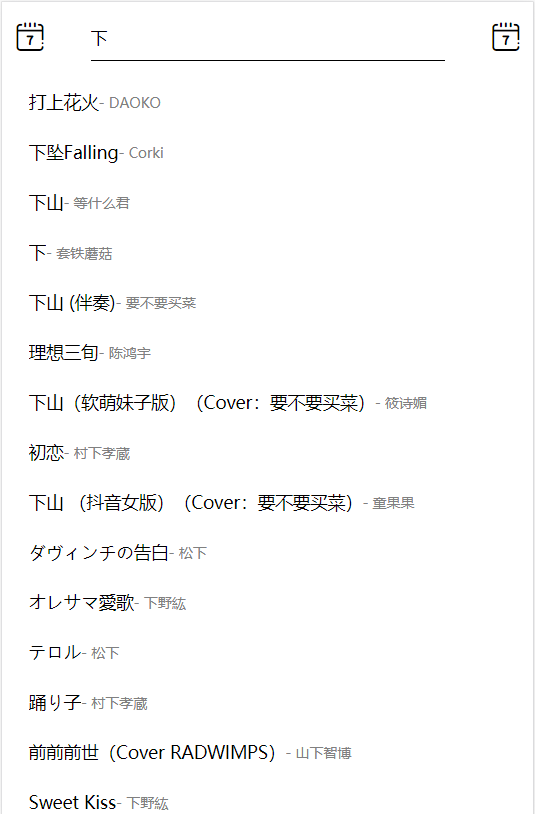 7 下 7
打上花火- DAOKO
下坠Falling- Corki
下山- 等什么君
下- 套铁蘑菇
下山 (伴奏)- 要不要买菜
理想三旬- 陈鸿宇
下山（软萌妹子版）（Cover：要不要买菜）- 筱诗媚
初恋- 村下孝蔵
下山 （抖音女版）（Cover：要不要买菜）- 童果果
ダヴィンチの告白- 松下
オレサマ愛歌- 下野紘
テロル- 松下
踊り子- 村下孝蔵
前前前世（Cover RADWIMPS）- 山下智博
Sweet Kiss- 下野紘